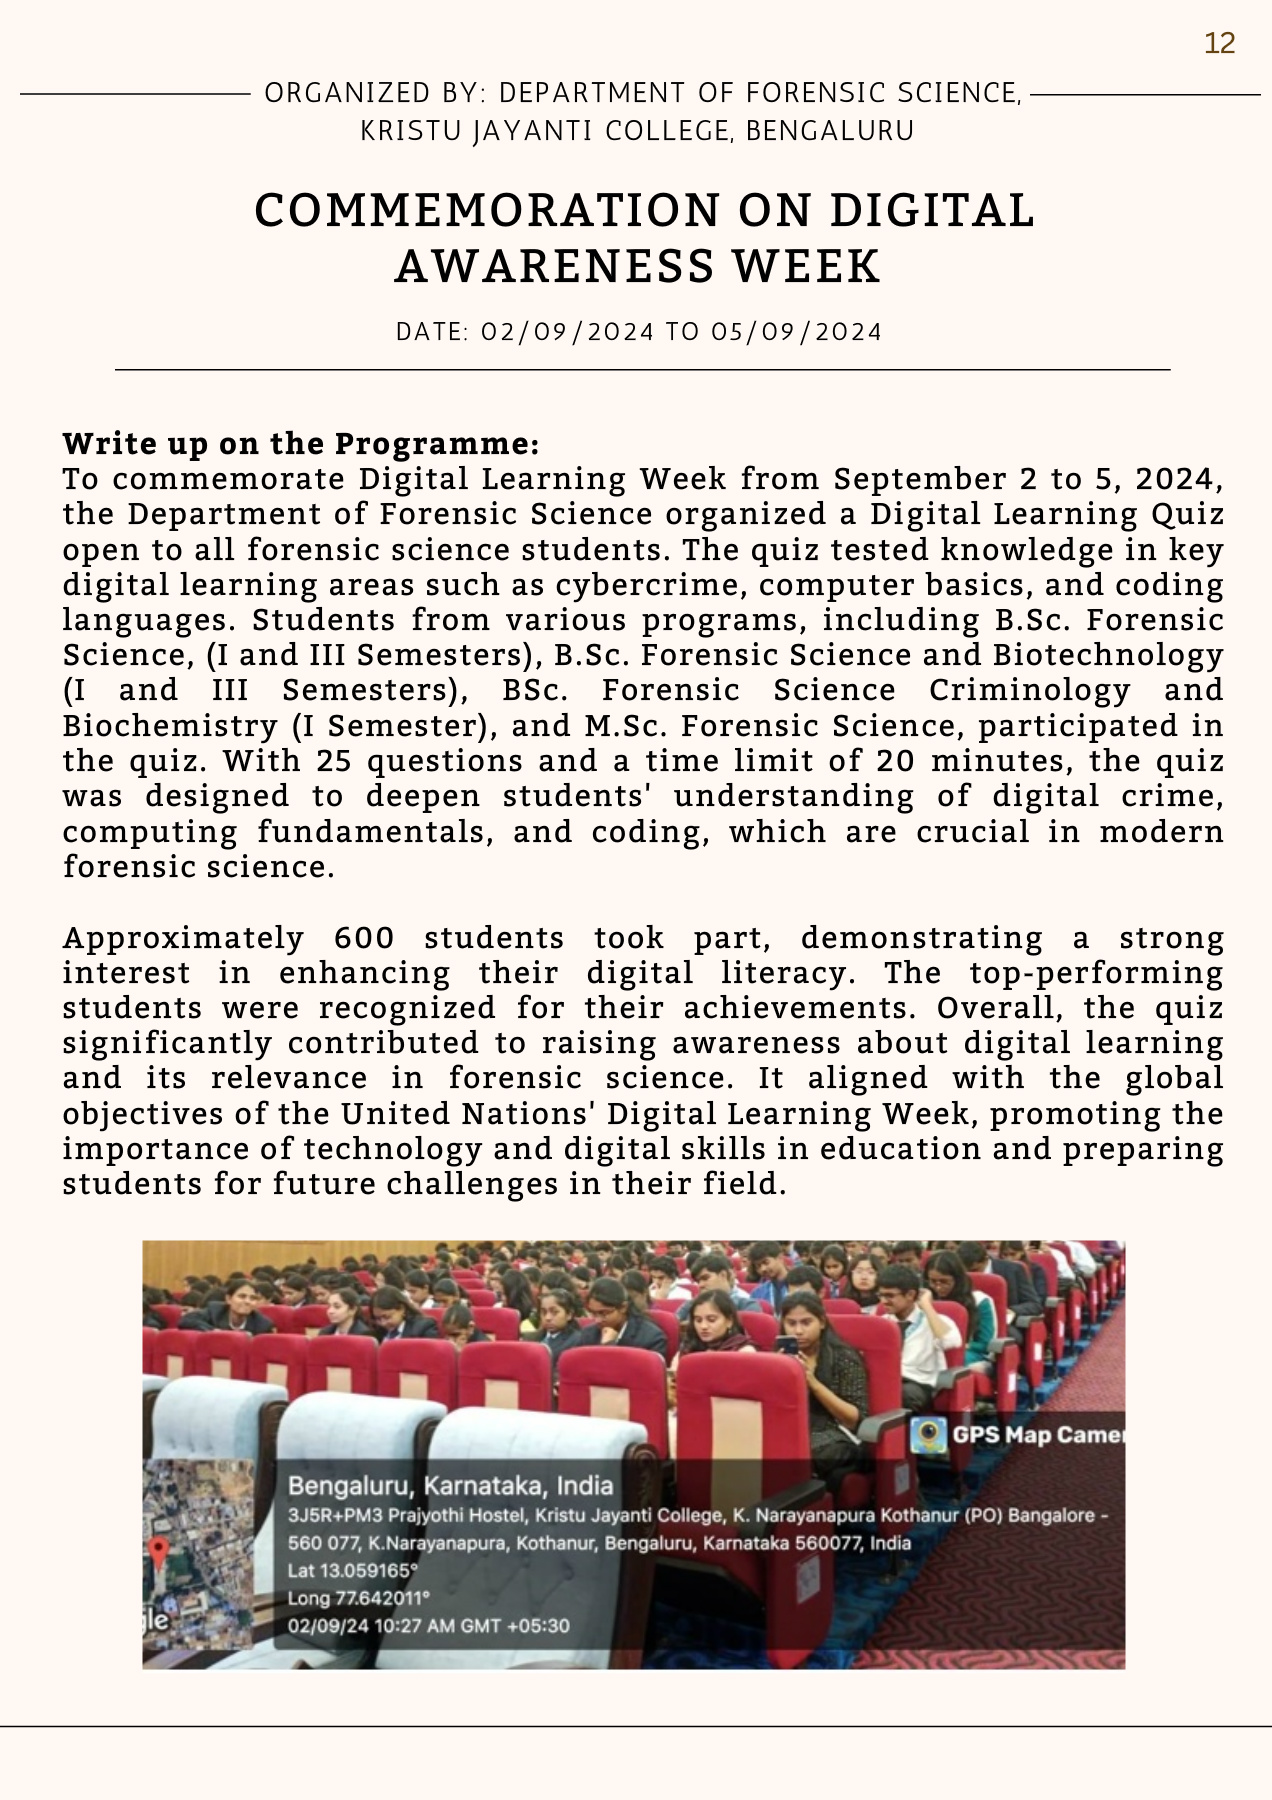 12
ORGANIZED BY: DEPARTMENT OF FORENSIC SCIENCE,
KRISTU JAYANTI COLLEGE, BENGALURU
COMMEMORATION ON DIGITAL
AWARENESS WEEK
DATE: 02/09/2024 TO 05/09/2024
Write up on the Programme:
To commemorate Digital Learning Week from September 2 to 5, 2024,
the Department of Forensic Science organized a Digital Learning Quiz
open to all forensic science students. The quiz tested knowledge in key
digital learning areas such as cybercrime, computer basics, and coding
languages. Students from various programs, including B.Sc. Forensic
Science, (I and III Semesters), B.Sc. Forensic Science and Biotechnology
(I and III Semesters), BSc. Forensic Science Criminology and
Biochemistry (I Semester), and M.Sc. Forensic Science, participated in
the quiz. With 25 questions and a time limit of 20 minutes, the quiz
was designed to deepen students' understanding of digital crime,
computing fundamentals, and coding, which are crucial in modern
forensic science.
Approximately 600 students took part, demonstrating a strong
interest in enhancing their digital literacy. The top-performing
students were recognized for their achievements. Overall, the quiz
significantly contributed to raising awareness about digital learning
and its relevance in forensic science. It aligned with the global
objectives of the United Nations' Digital Learning Week, promoting the
importance of technology and digital skills in education and preparing
students for future challenges in their field.
GPS Map Camer
Bengaluru, Karnataka, India
3J5R+PM3 Prajyothi Hostel, Kristu Jayanti College, K. Narayanapura Kothanur (PO) Bangalore -
560 077, K.Narayanapura, Kothanur, Bengaluru, Karnataka 560077, India
Lat 13.059165°
Long 77.642011°
gle
02/09/24 10:27 AM GMT +05:30